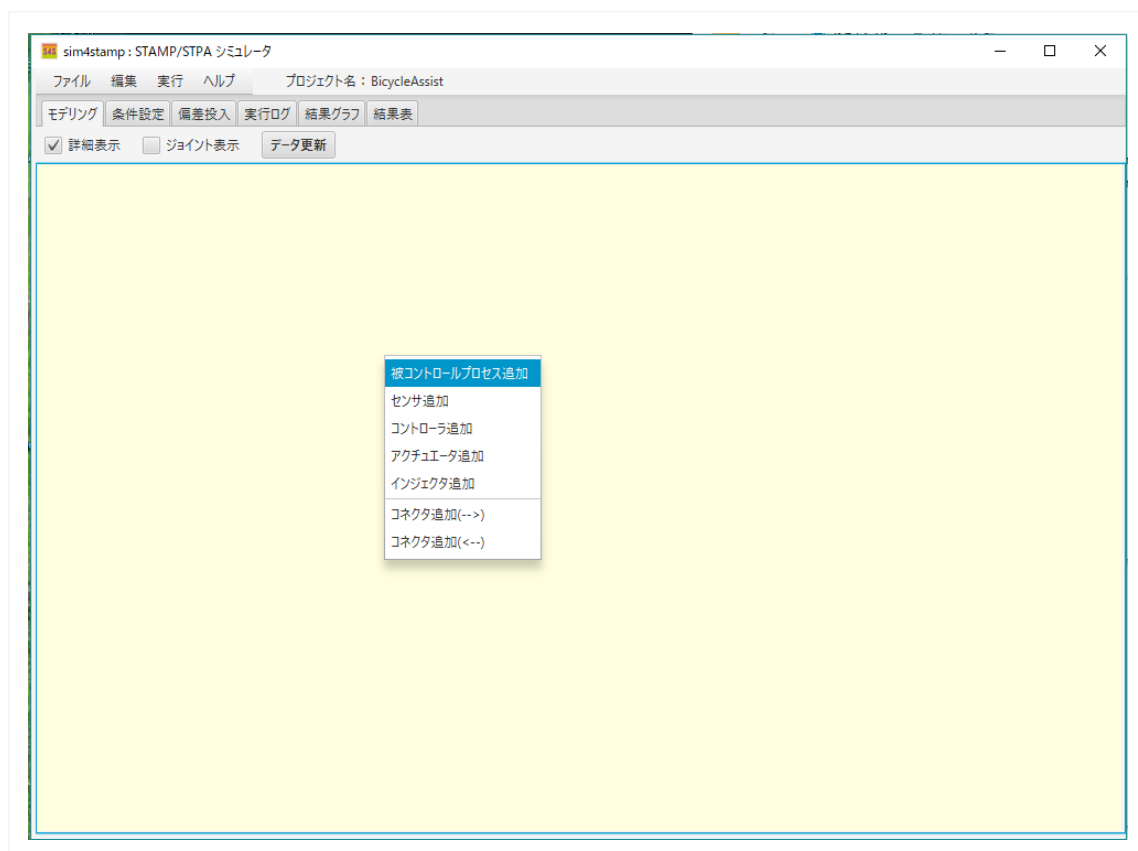 S4S sim4stamp : STAMP/STPA シミュレータ
ファイル 編集 実行 ヘルプ プロジェクト名： BicycleAssist
モデリング 条件設定 偏差投入 実行ログ 結果グラフ 結果表
詳細表示 ジョイント表示 データ更新
被コントロールプロセス追加
センサ追加
コントローラ追加
アクチュエータ追加
インジェクタ追加
コネクタ追加(-->)
コネクタ追加(<--)